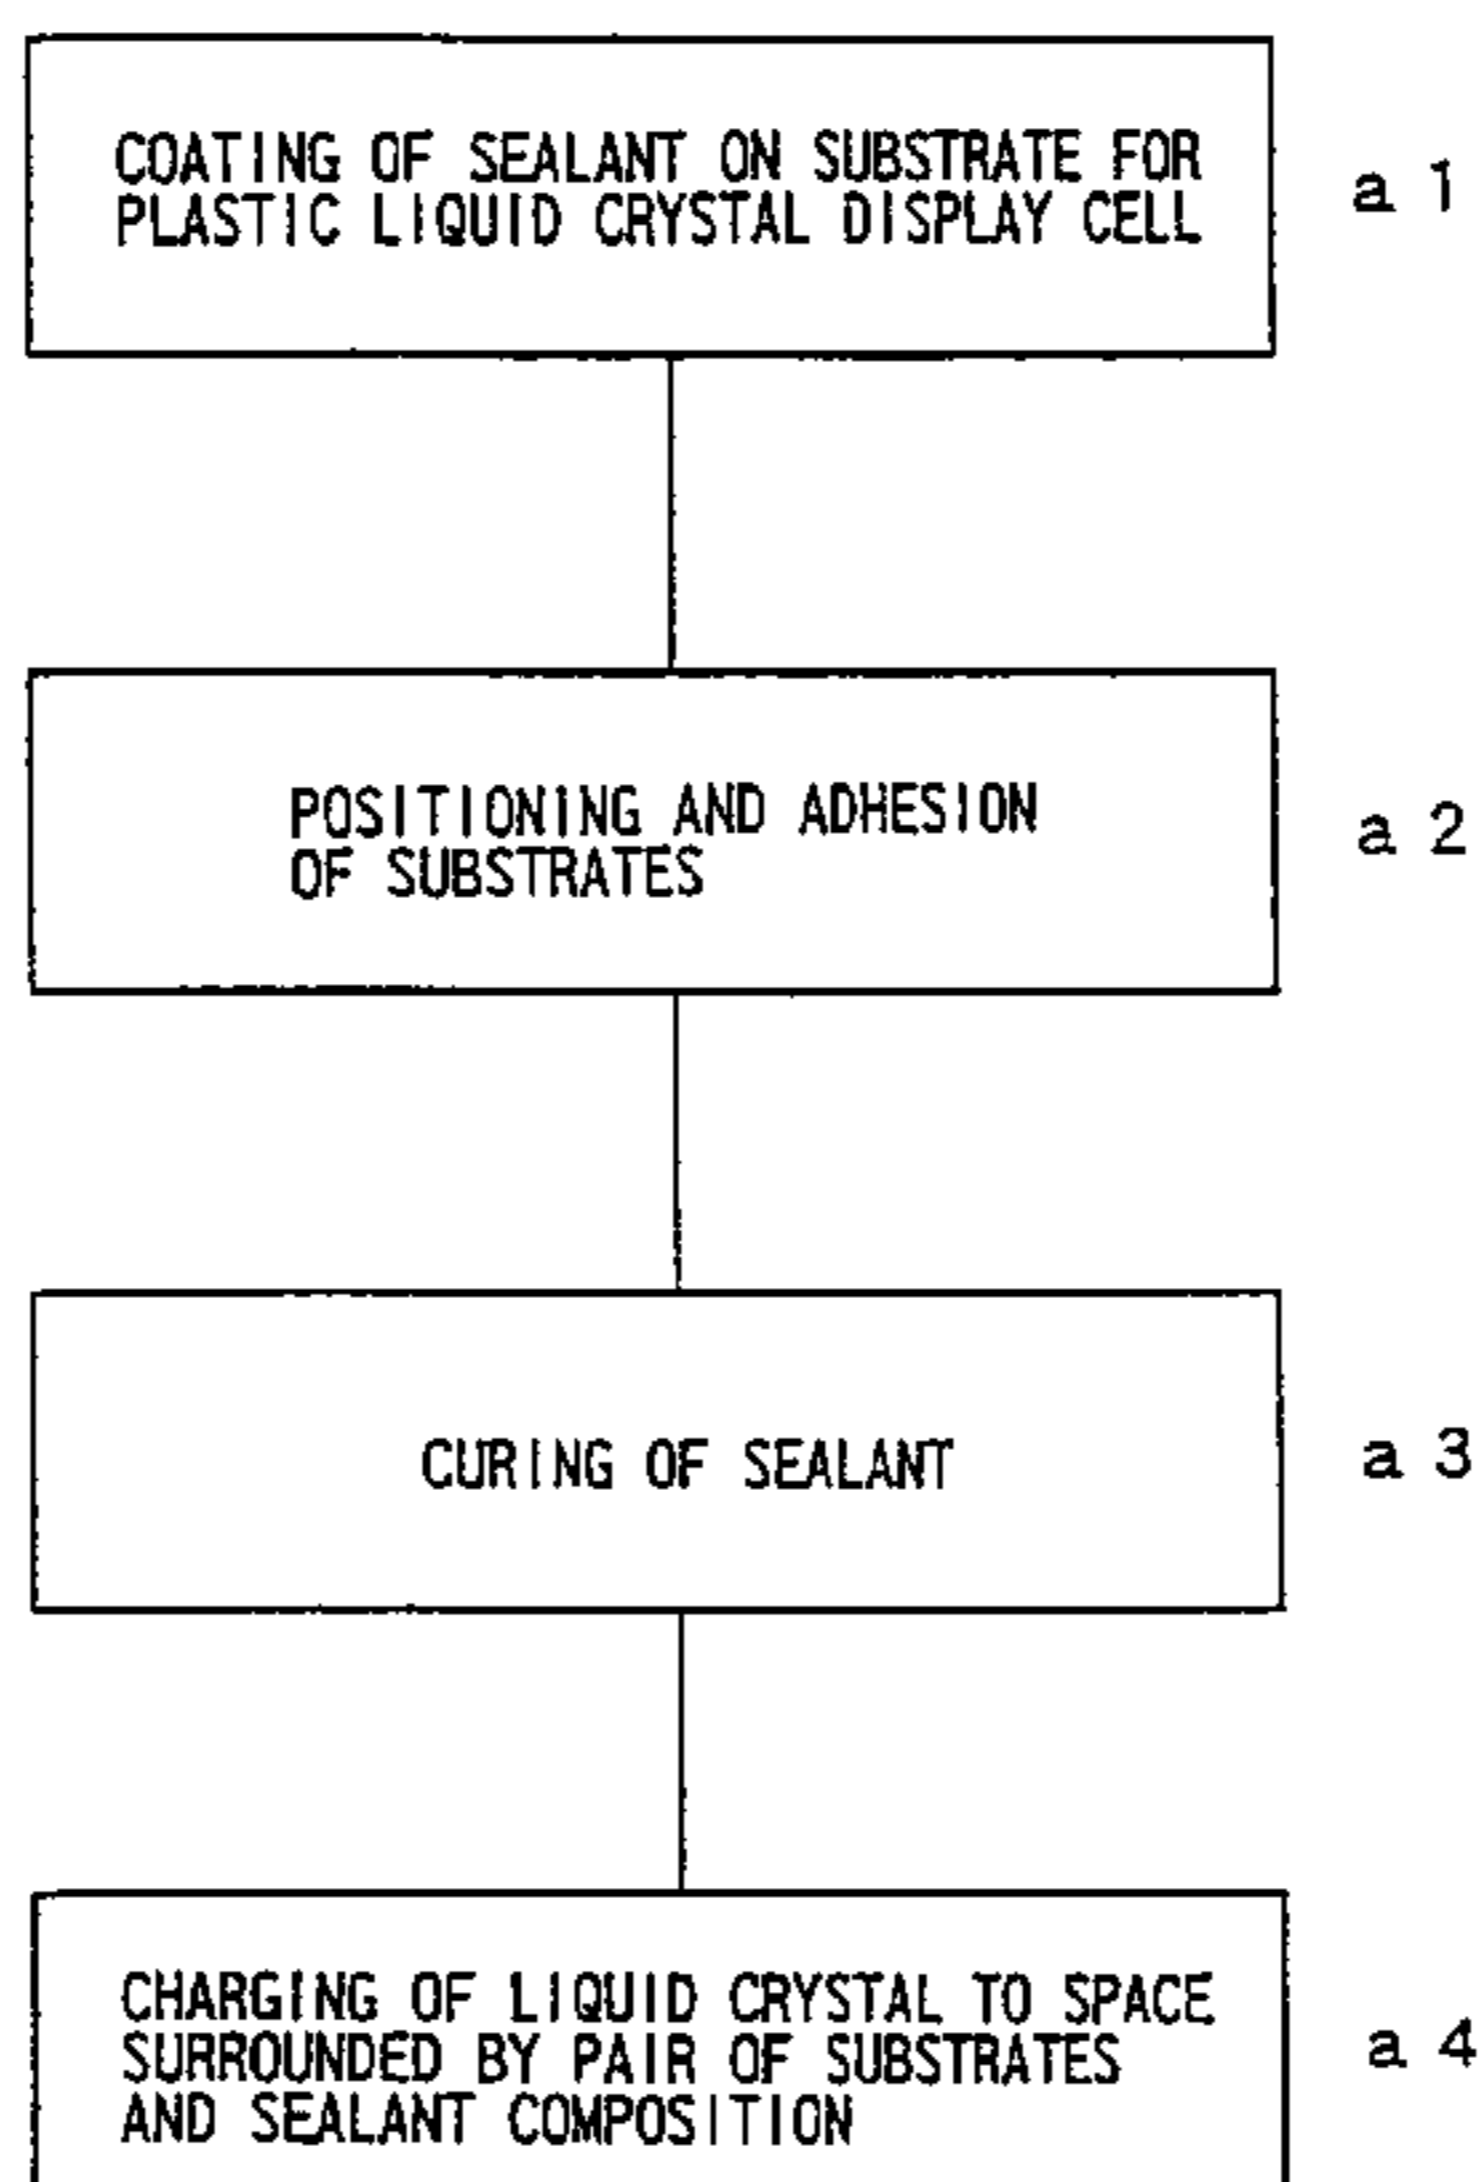 COATING OF SEALANT ON SUBSTRATE FOR
PLASTIC LIQUID CRYSTAL DISPLAY CELL
a 1
POSITIONING AND ADHESION
OF SUBSTRATES
a 2
CURING OF SEALANT
a 3
CHARGING OF LIQUID CRYSTAL TO SPACE
SURROUNDED BY PAIR OF SUBSTRATES
AND SEALANT COMPOSITION
a 4